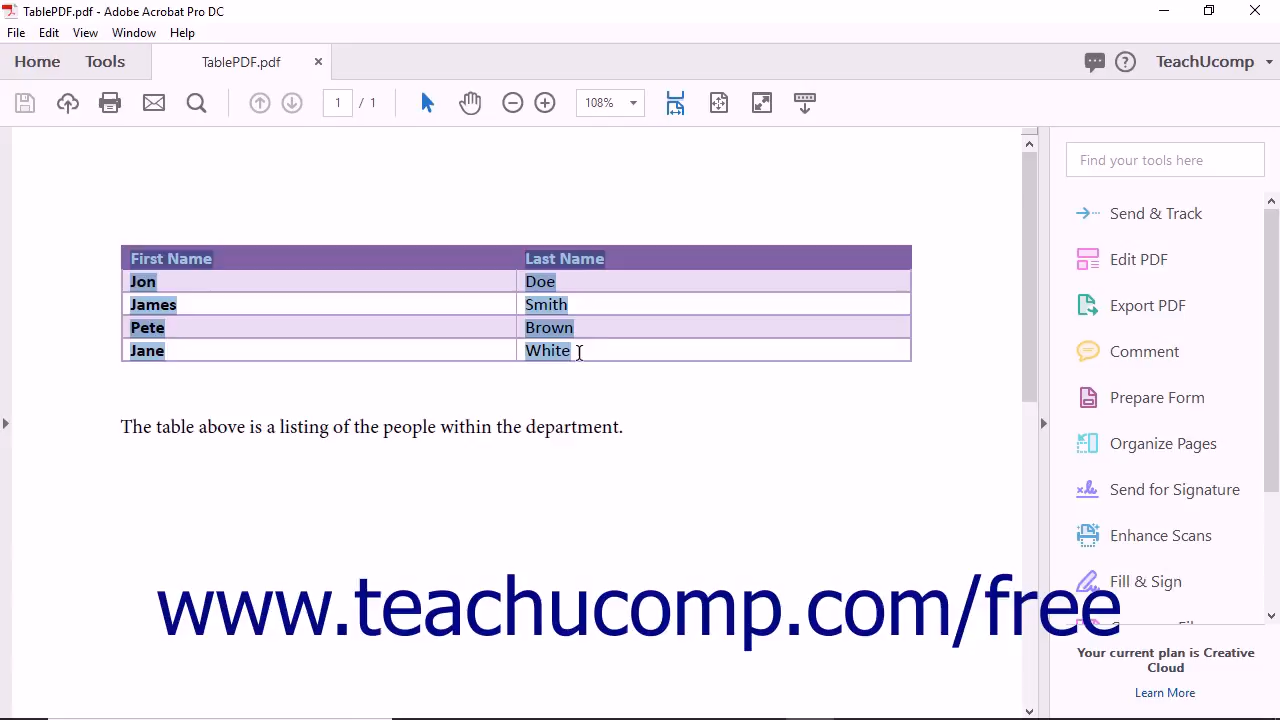 TablePDF.pdf - Adobe Acrobat Pro DC
File Edit View Window Help
Home Tools TablePDF.pdf × TeachUcomp
1 / 1 108%
Find your tools here
Send & Track
Edit PDF
Export PDF
Comment
Prepare Form
Organize Pages
Send for Signature
Enhance Scans
Fill & Sign
Your current plan is Creative
Cloud
Learn More
First Name Last Name
Jon Doe
James Smith
Pete Brown
Jane White
The table above is a listing of the people within the department.
www.teachucomp.com/free